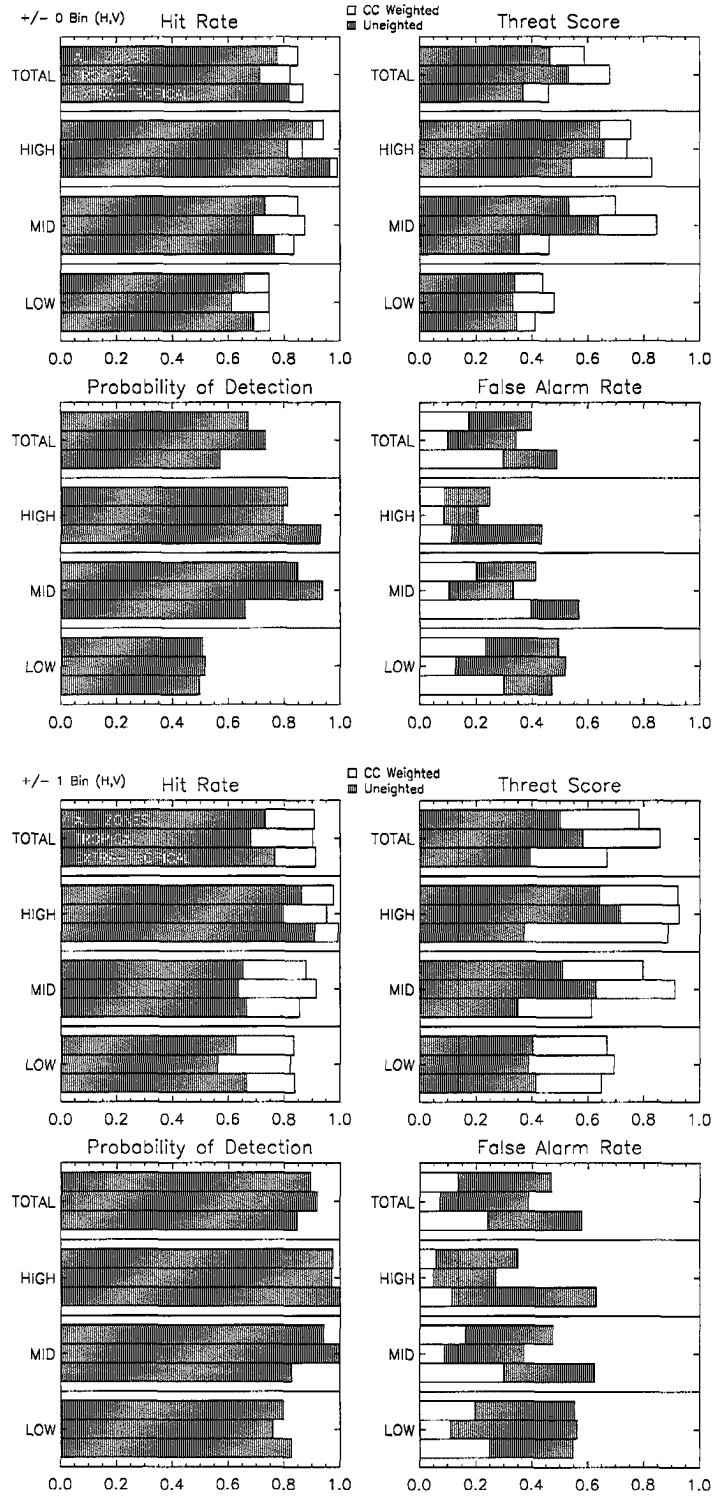 +/− 0 Bin (H,V)
Hit Rate
CC Weighted
Uneighted
Threat Score
ALL ZONES
TROPICAL
EXTRA−TROPICAL
TOTAL
HIGH
MID
LOW
0.0 0.2 0.4 0.6 0.8 1.0
TOTAL
HIGH
MID
LOW
0.0 0.2 0.4 0.6 0.8 1.0
Probability of Detection
TOTAL
HIGH
MID
LOW
0.0 0.2 0.4 0.6 0.8 1.0
False Alarm Rate
TOTAL
HIGH
MID
LOW
0.0 0.2 0.4 0.6 0.8 1.0
+/− 1 Bin (H,V)
Hit Rate
CC Weighted
Uneighted
Threat Score
ALL ZONES
TROPICAL
EXTRA−TROPICAL
TOTAL
HIGH
MID
LOW
0.0 0.2 0.4 0.6 0.8 1.0
TOTAL
HIGH
MID
LOW
0.0 0.2 0.4 0.6 0.8 1.0
Probability of Detection
TOTAL
HIGH
MID
LOW
0.0 0.2 0.4 0.6 0.8 1.0
False Alarm Rate
TOTAL
HIGH
MID
LOW
0.0 0.2 0.4 0.6 0.8 1.0